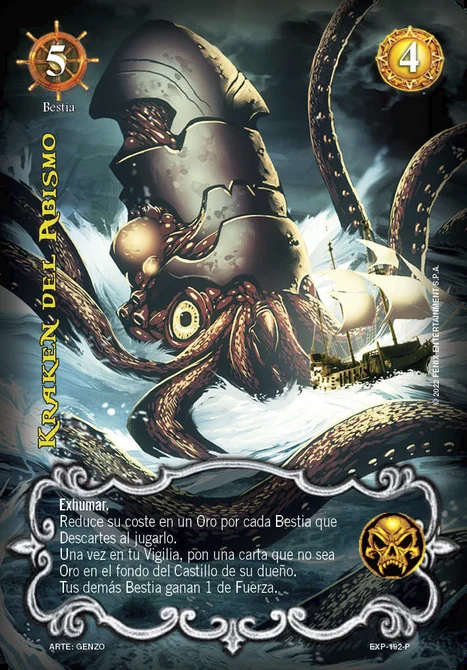 5
4
Bestia
Kraken del Abismo
© 2022 FENIX ENTERTAINMENT S.P.A.
Exhumar,
Reduce su coste en un Oro por cada Bestia que
Descartes al jugarlo.
Una vez en tu Vigilia, pon una carta que no sea
Oro en el fondo del Castillo de su dueño.
Tus demás Bestia ganan 1 de Fuerza.
ARTE: GENZO
EXP-192-P